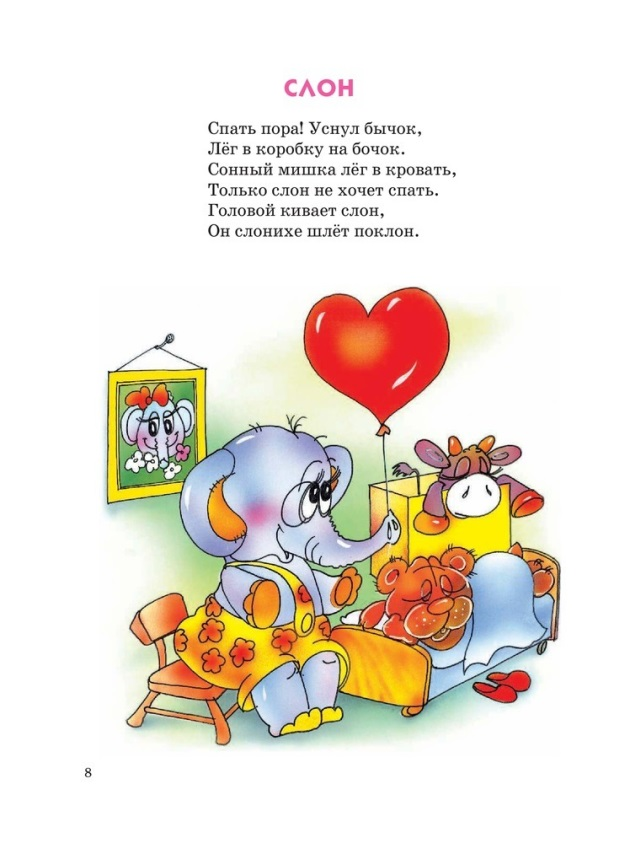 СЛОН
Спать пора! Уснул бычок,
Лёг в коробку на бочок.
Сонный мишка лёг в кровать,
Только слон не хочет спать.
Головой кивает слон,
Он слонихе шлёт поклон.
8